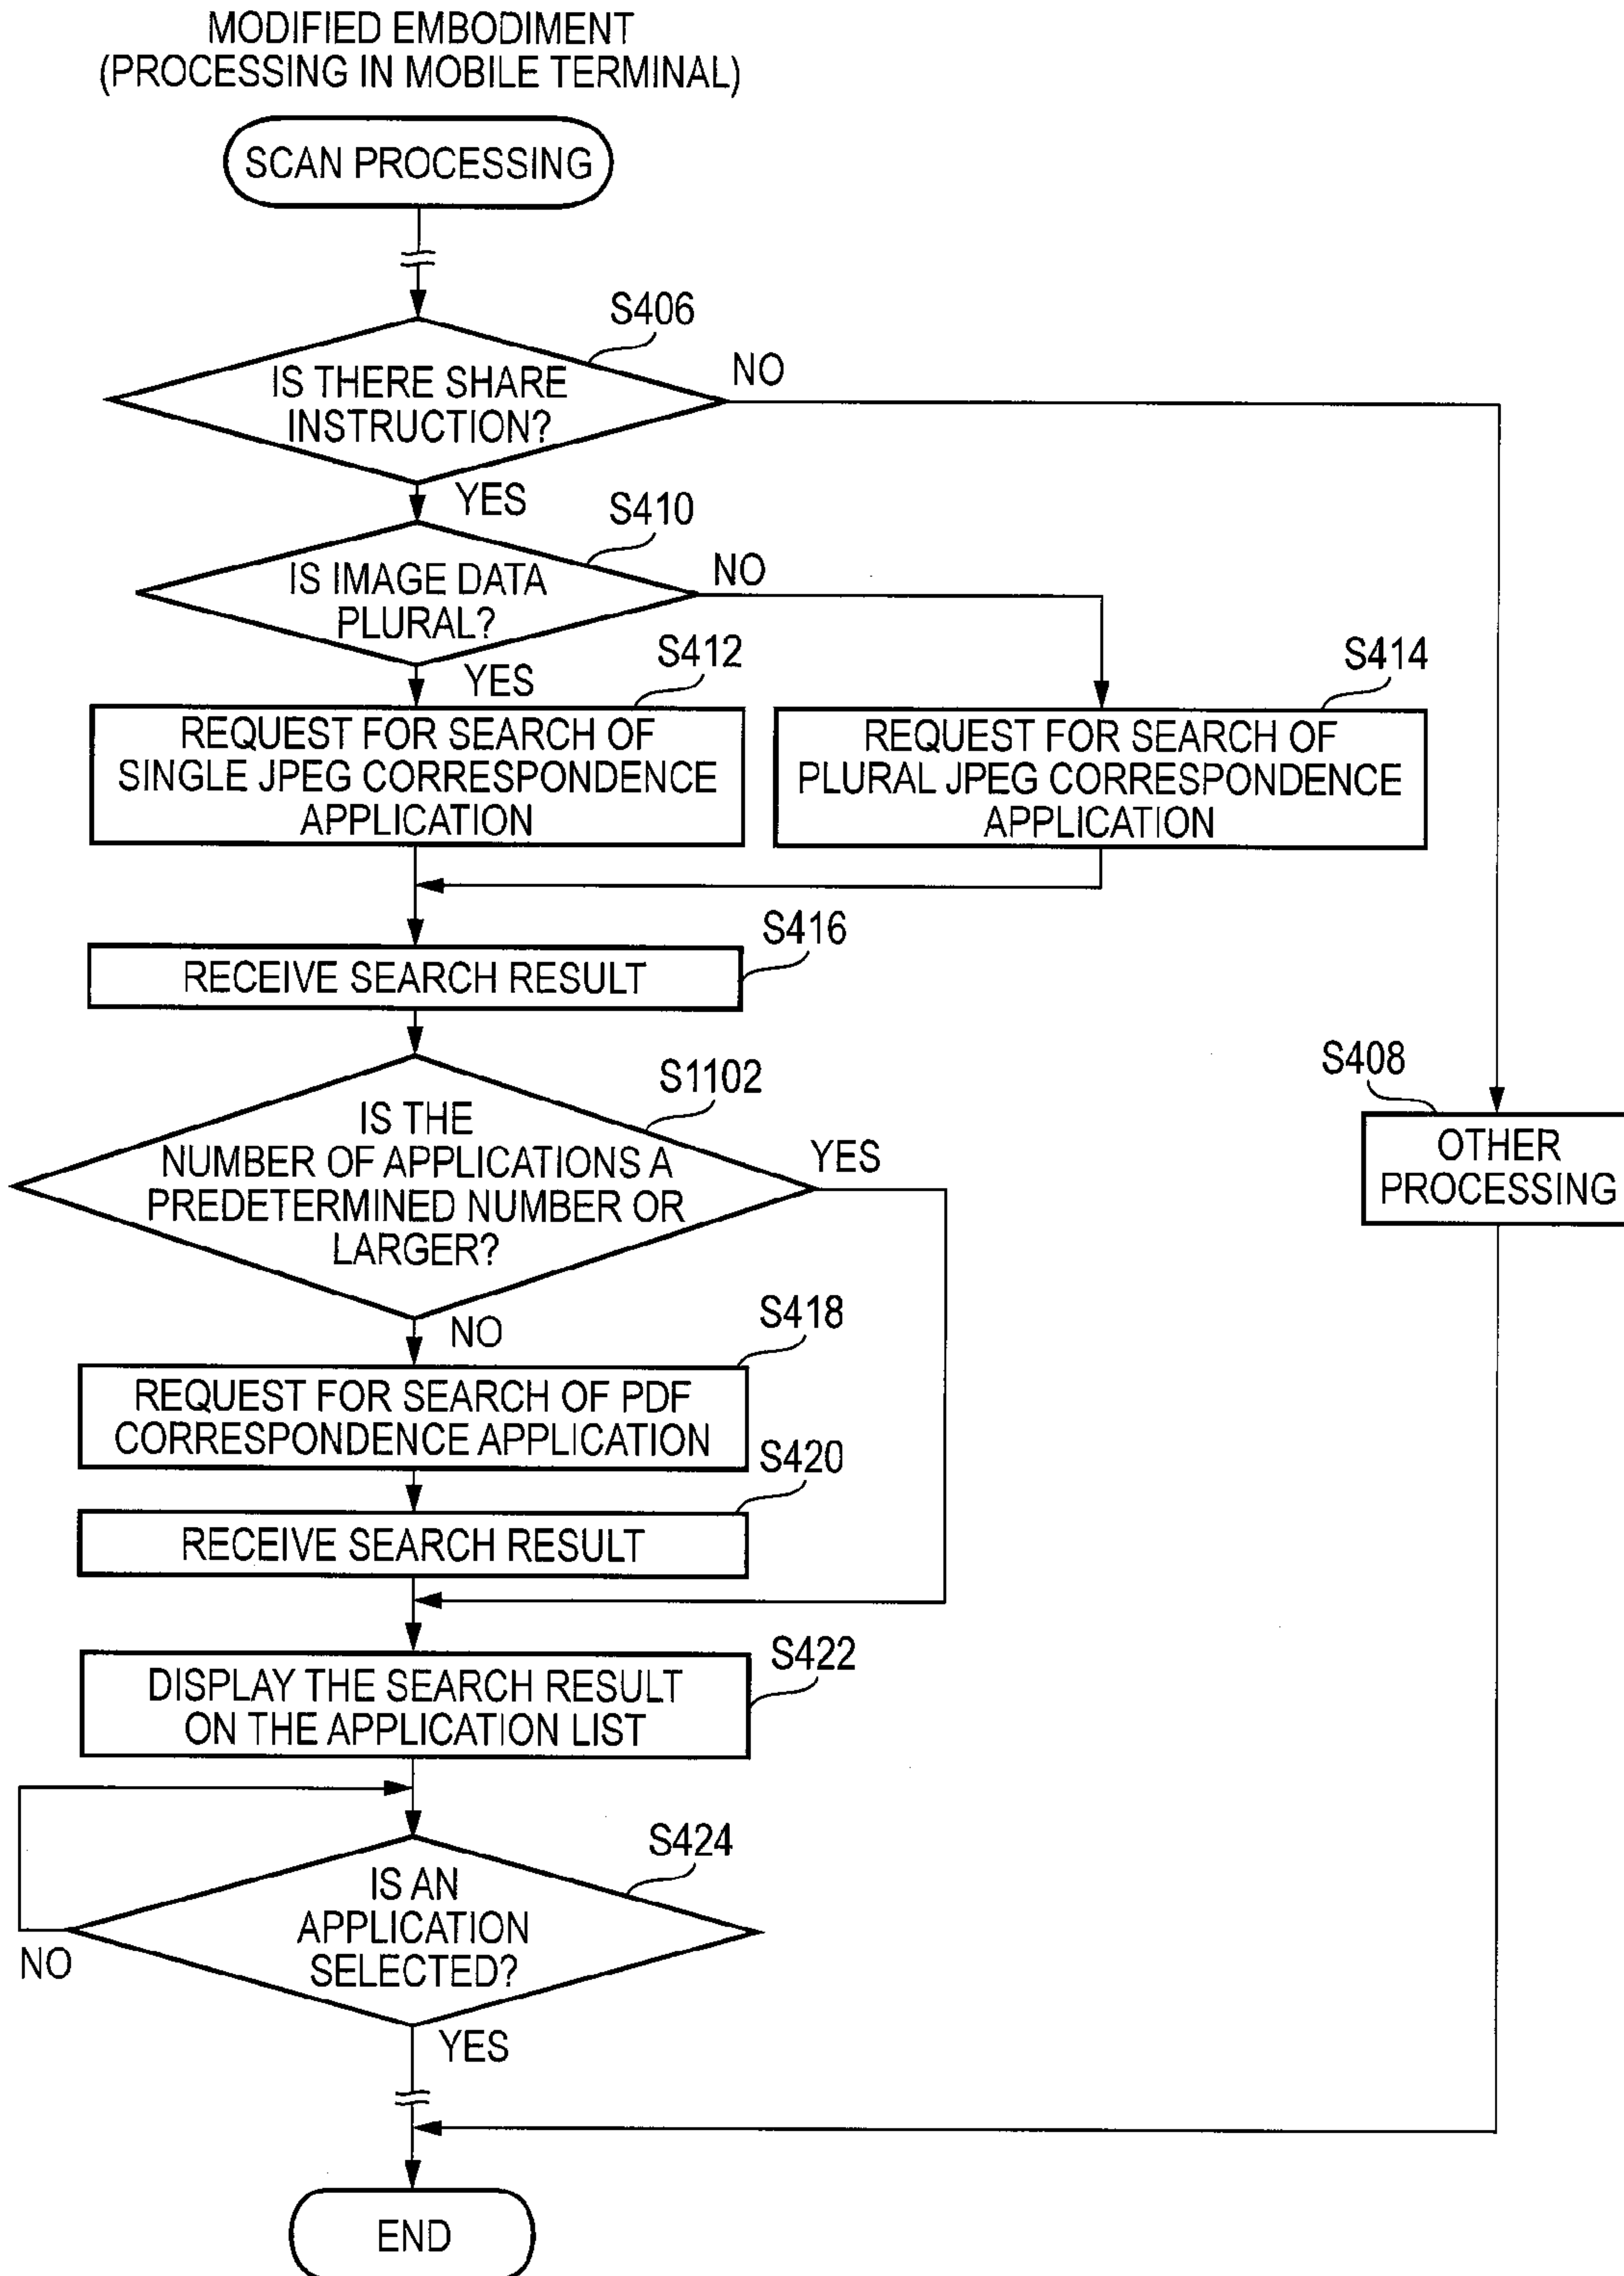 MODIFIED EMBODIMENT
(PROCESSING IN MOBILE TERMINAL)
SCAN PROCESSING
S406
IS THERE SHARE
INSTRUCTION?
NO
YES
S410
IS IMAGE DATA
PLURAL?
NO
YES
S412
REQUEST FOR SEARCH OF
SINGLE JPEG CORRESPONDENCE
APPLICATION
S414
REQUEST FOR SEARCH OF
PLURAL JPEG CORRESPONDENCE
APPLICATION
S416
RECEIVE SEARCH RESULT
S1102
IS THE
NUMBER OF APPLICATIONS A
PREDETERMINED NUMBER OR
LARGER?
YES
NO
S408
OTHER
PROCESSING
S418
REQUEST FOR SEARCH OF PDF
CORRESPONDENCE APPLICATION
S420
RECEIVE SEARCH RESULT
S422
DISPLAY THE SEARCH RESULT
ON THE APPLICATION LIST
S424
IS AN
APPLICATION
SELECTED?
NO
YES
END